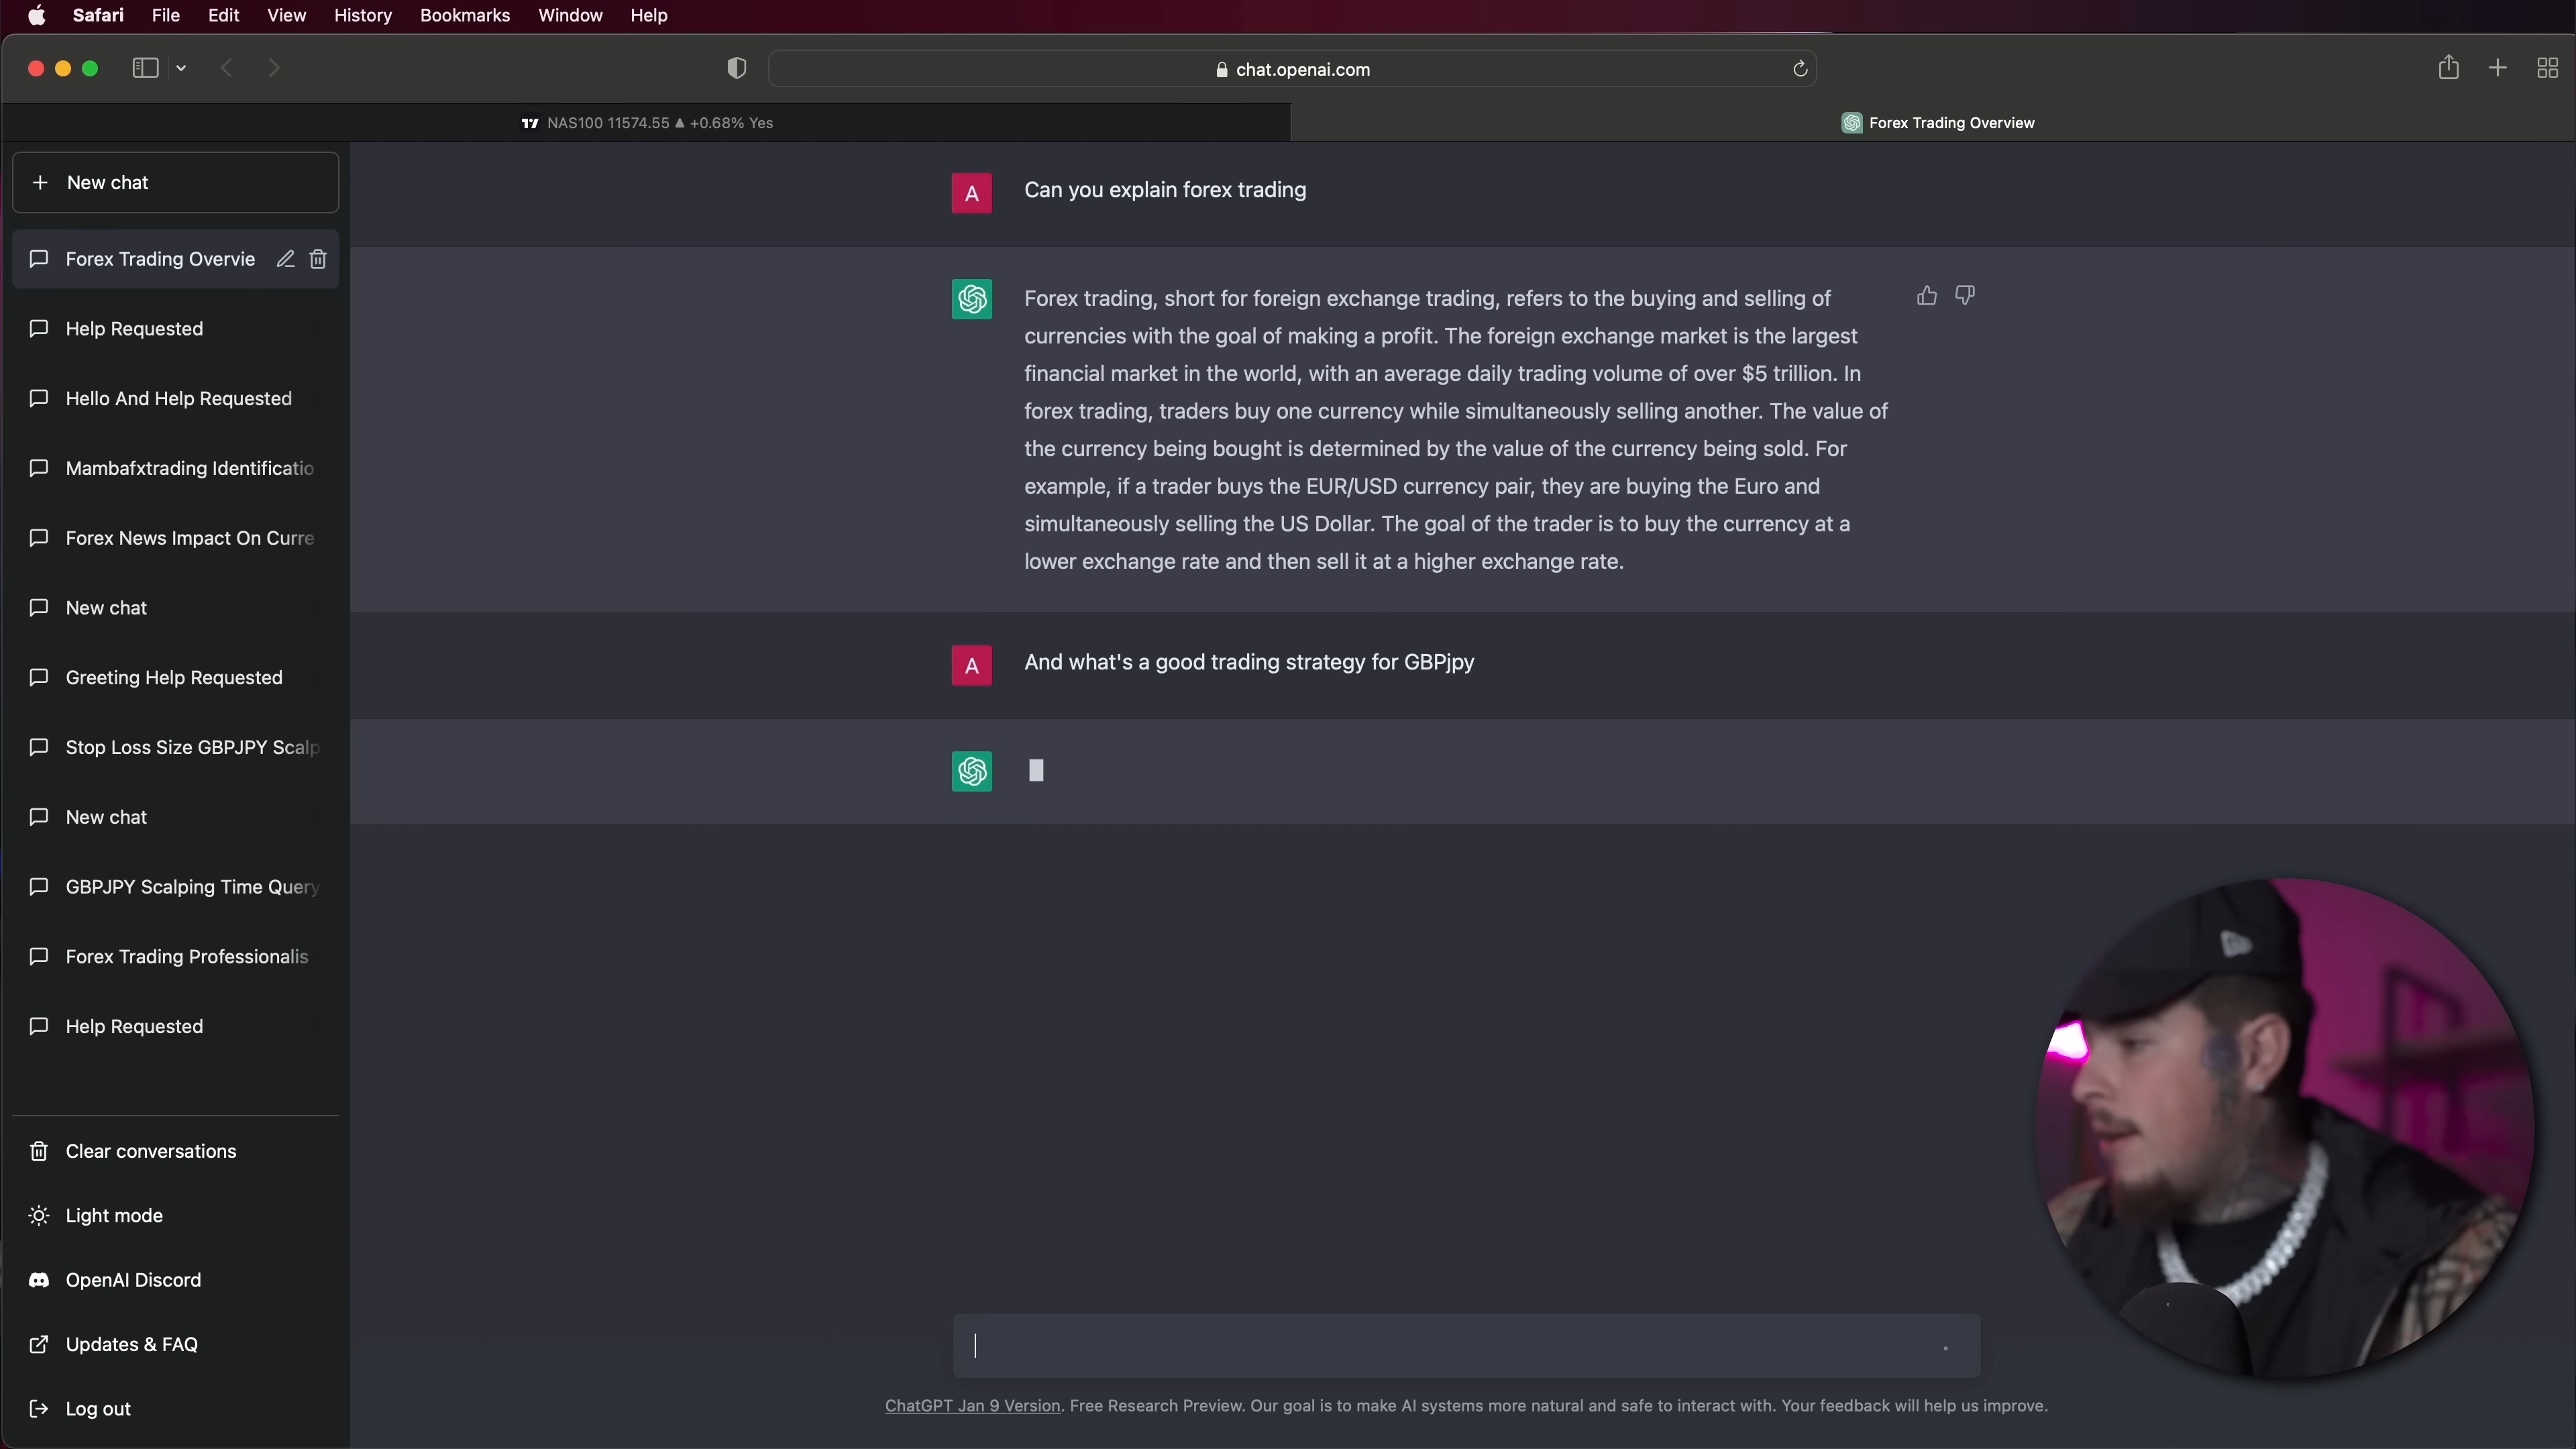 Safari File Edit View History Bookmarks Window Help
chat.openai.com
NAS100 11574.55 ▲ +0.68% Yes
Forex Trading Overview
New chat
Forex Trading Overvie
Help Requested
Hello And Help Requested
Mambafxtrading Identificatio
Forex News Impact On Curre
New chat
Greeting Help Requested
Stop Loss Size GBPJPY Scalp
New chat
GBPJPY Scalping Time Query
Forex Trading Professionalis
Help Requested
Clear conversations
Light mode
OpenAI Discord
Updates & FAQ
Log out
A
Can you explain forex trading
Forex trading, short for foreign exchange trading, refers to the buying and selling of
currencies with the goal of making a profit. The foreign exchange market is the largest
financial market in the world, with an average daily trading volume of over $5 trillion. In
forex trading, traders buy one currency while simultaneously selling another. The value of
the currency being bought is determined by the value of the currency being sold. For
example, if a trader buys the EUR/USD currency pair, they are buying the Euro and
simultaneously selling the US Dollar. The goal of the trader is to buy the currency at a
lower exchange rate and then sell it at a higher exchange rate.
A
And what's a good trading strategy for GBPjpy
ChatGPT Jan 9 Version. Free Research Preview. Our goal is to make AI systems more natural and safe to interact with. Your feedback will help us improve.